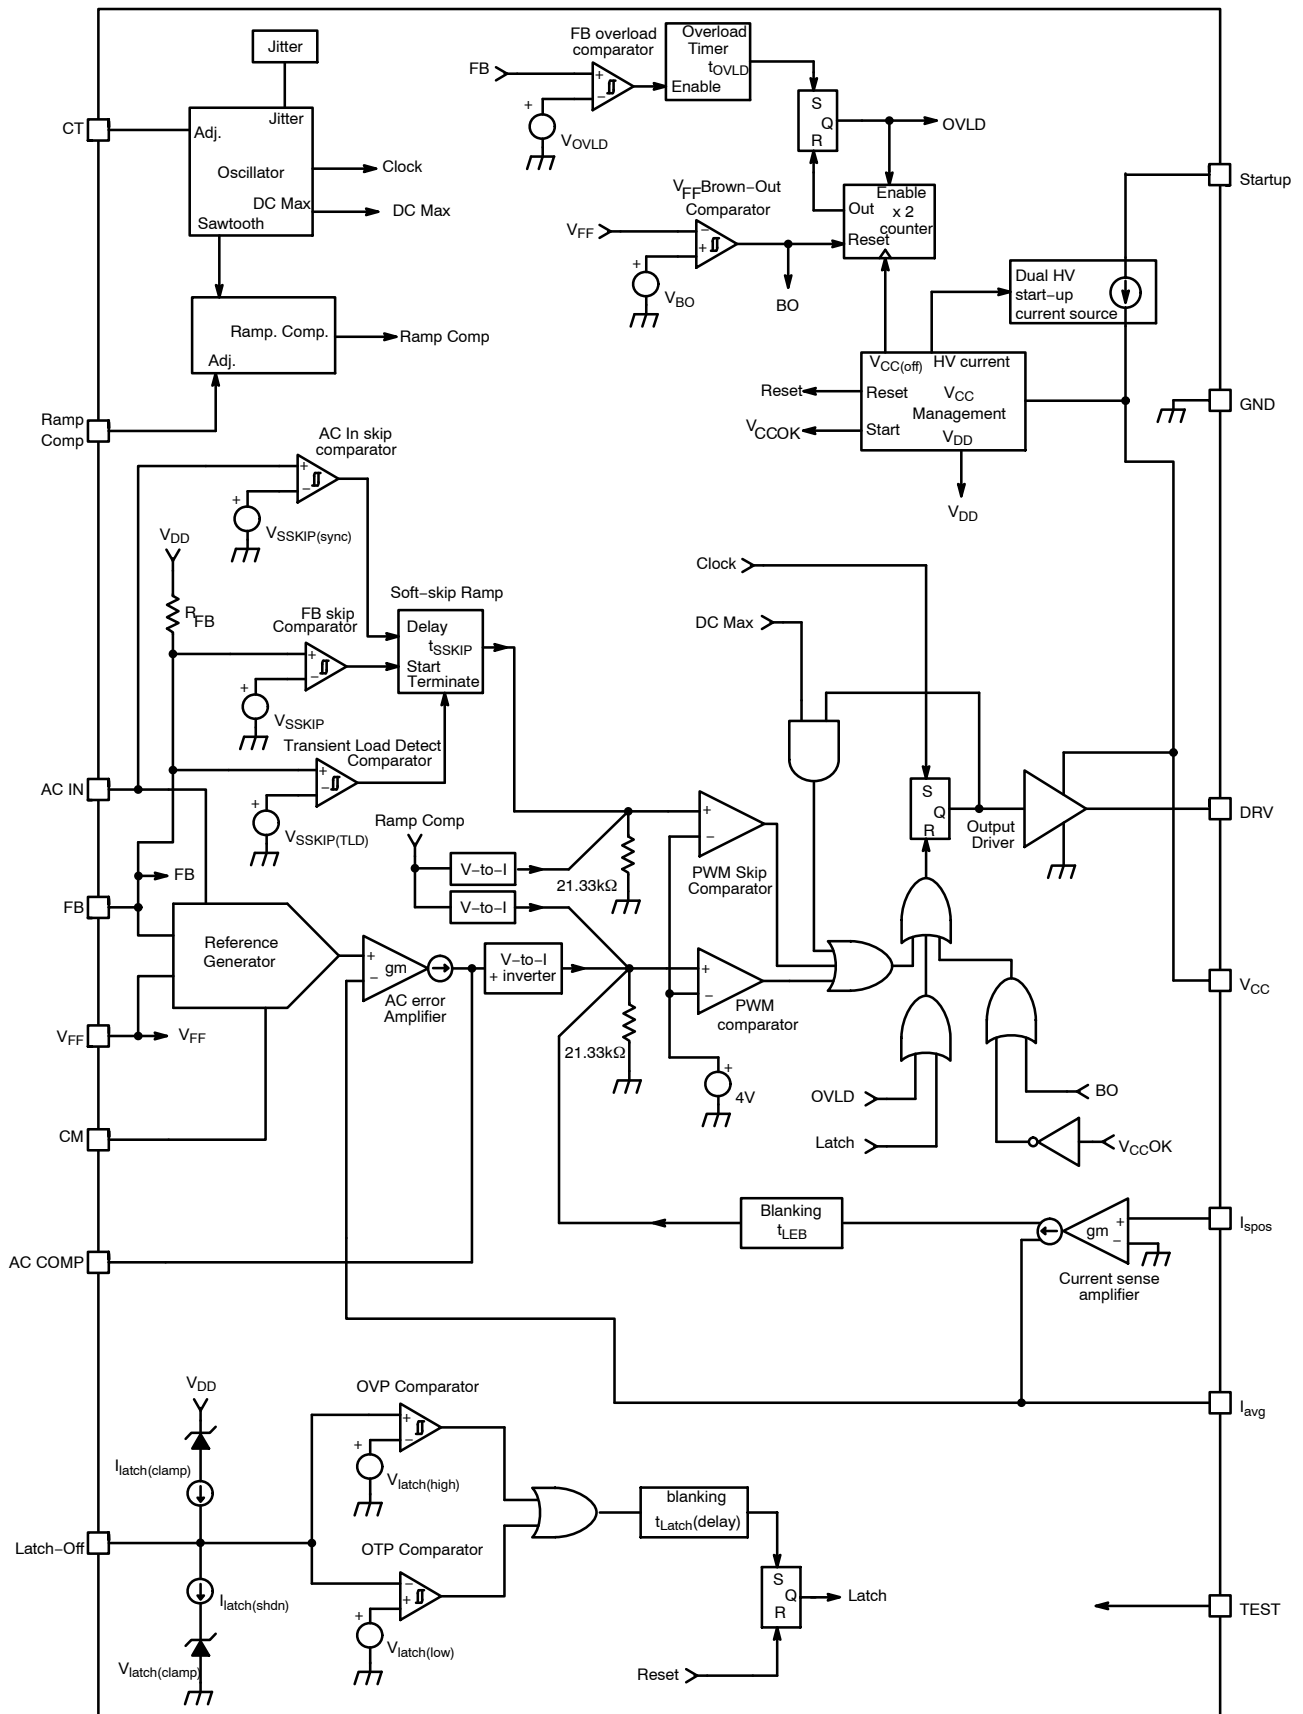 Jitter
CT
Adj.
Jitter
Oscillator
DC Max
Sawtooth
Clock
DC Max
Ramp. Comp.
Adj.
Ramp Comp
Ramp
Comp
FB overload
comparator
FB
+
−
+
VOVLD
Overload
Timer
tOVLD
Enable
S
Q
R
OVLD
VFF Brown−Out
Comparator
VFF
−
+
+
VBO
BO
Enable
Out
x 2
counter
Reset
Startup
Dual HV
start−up
current source
VCC(off)
HV current
Reset
VCC
Management
Start
VDD
Reset
VCCOK
VDD
GND
AC In skip
comparator
+
−
+
VSSKIP(sync)
VDD
RFB
FB skip
Comparator
+
−
+
VSSKIP
Soft−skip Ramp
Delay
tSSKIP
Start
Terminate
Transient Load Detect
Comparator
+
−
+
VSSKIP(TLD)
Clock
DC Max
AC IN
FB
FB
Ramp Comp
V−to−I
V−to−I
21.33kΩ
+
−
PWM Skip
Comparator
S
Q
R
Output
Driver
DRV
Reference
Generator
+
gm
−
AC error
Amplifier
V−to−I
+ inverter
+
−
PWM
comparator
21.33kΩ
+
4V
VFF
VFF
VCC
CM
OVLD
Latch
BO
VCCOK
AC COMP
Blanking
tLEB
gm
+
−
Current sense
amplifier
Ispos
Iavg
VDD
Ilatch(clamp)
Latch−Off
Ilatch(shdn)
Vlatch(clamp)
OVP Comparator
+
−
+
Vlatch(high)
OTP Comparator
−
+
+
Vlatch(low)
blanking
tLatch(delay)
S
Q
R
Latch
Reset
TEST